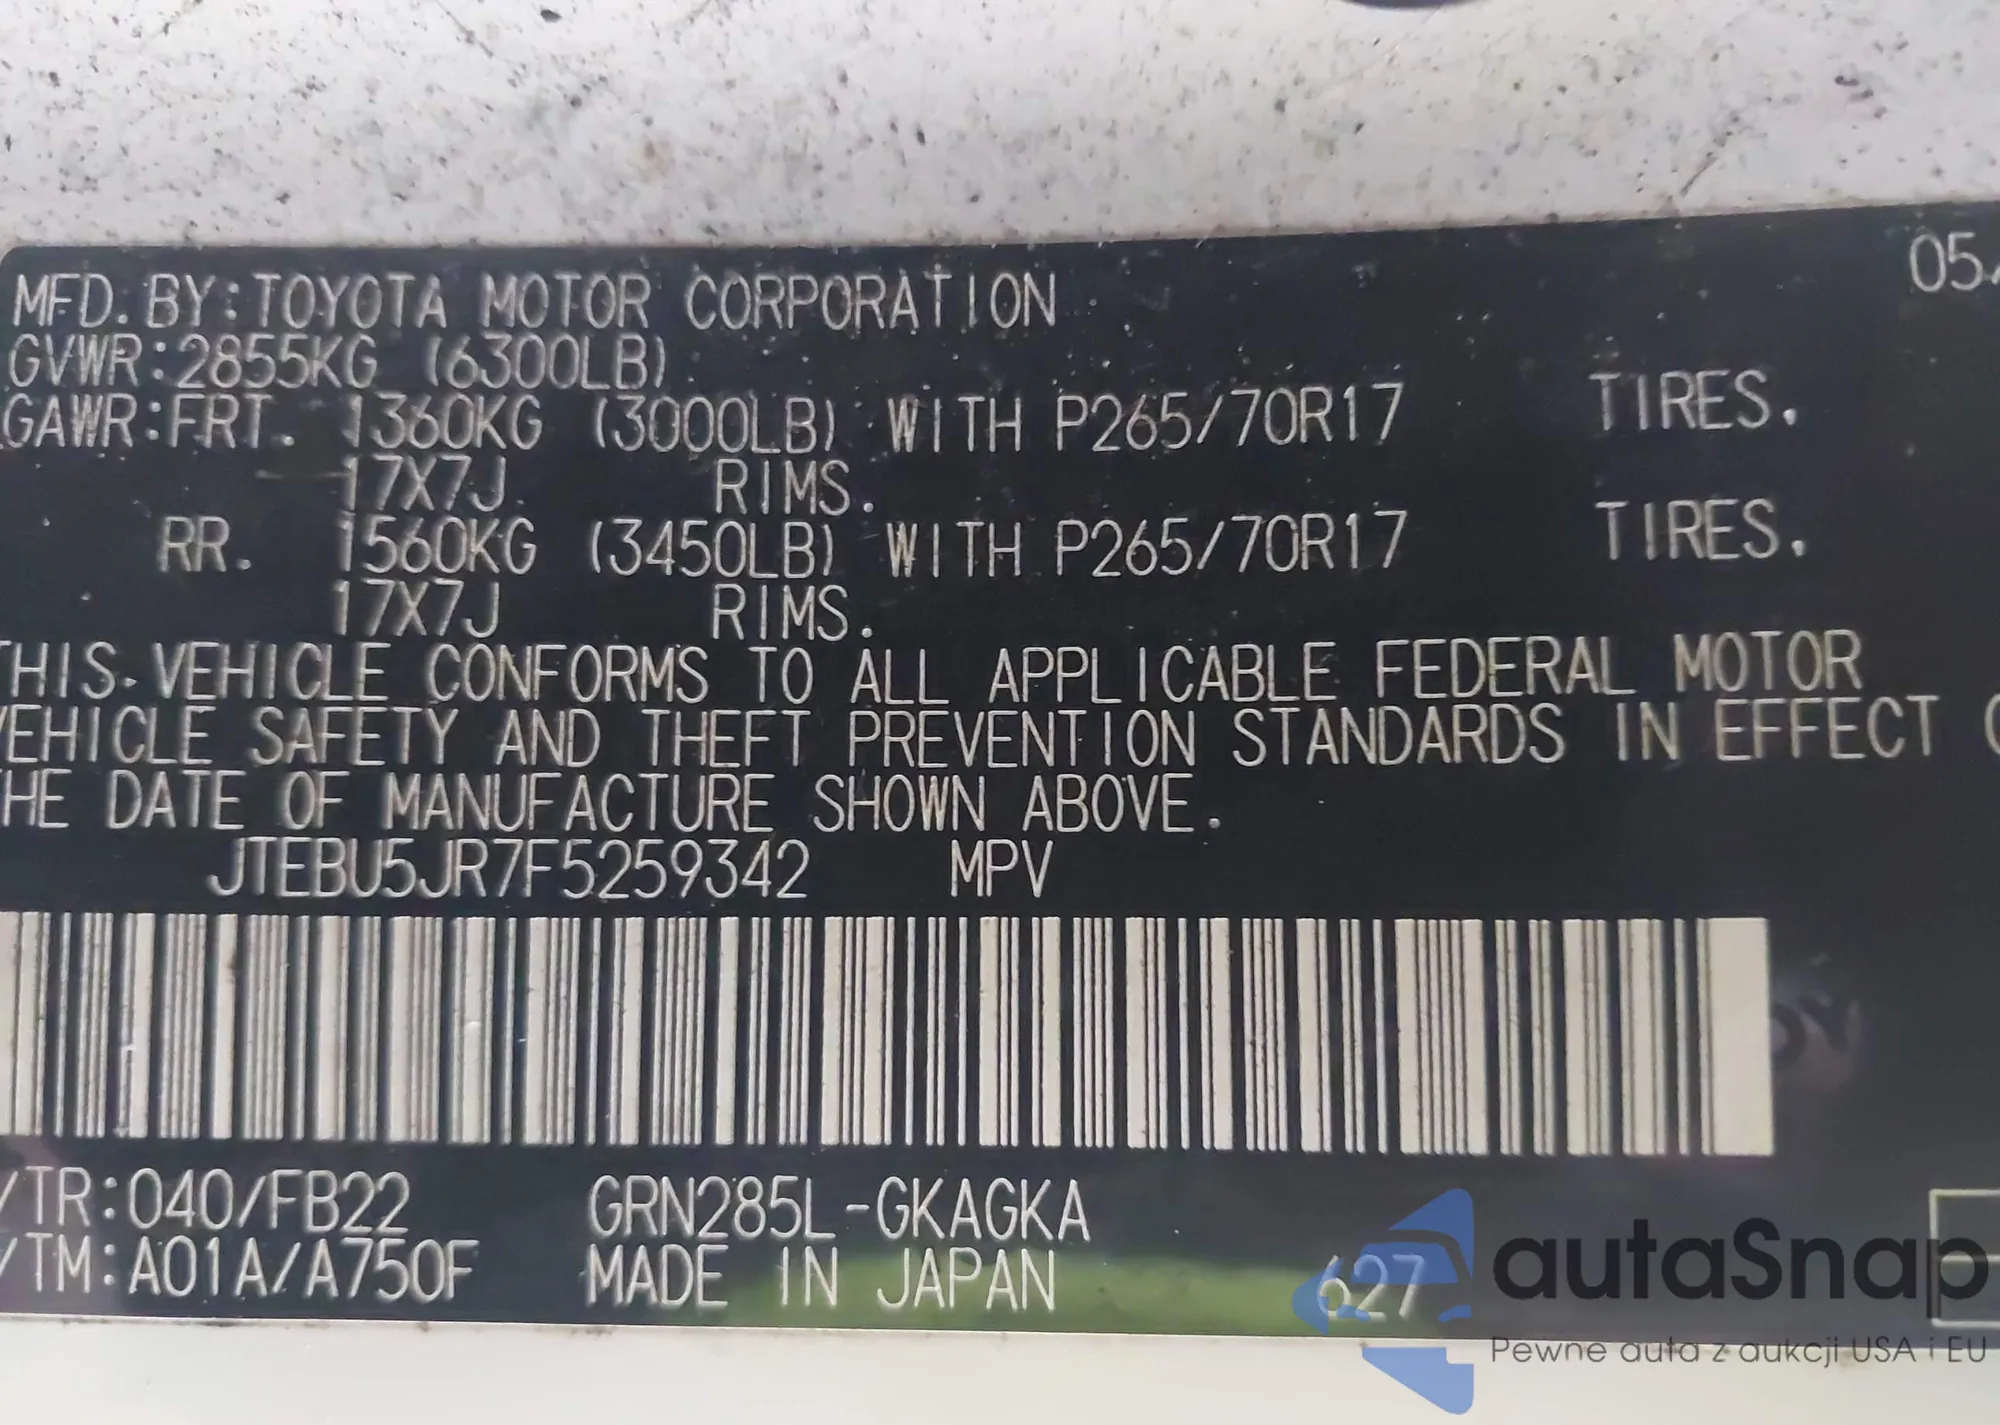 05/
MFD. BY:TOYOTA MOTOR CORPORATION
GVWR:2855KG (6300LB)
GAWR:FRT. 1360KG (3000LB) WITH P265/70R17 TIRES.
17X7J RIMS.
RR. 1560KG (3450LB) WITH P265/70R17 TIRES.
17X7J RIMS.
THIS VEHICLE CONFORMS TO ALL APPLICABLE FEDERAL MOTOR
VEHICLE SAFETY AND THEFT PREVENTION STANDARDS IN EFFECT
THE DATE OF MANUFACTURE SHOWN ABOVE.
JTEBU5JR7F5259342 MPV
/TR:040/FB22 GRN285L-GKAGKA
/TM:A01A/A750F MADE IN JAPAN 627
autaSnap
Pewne auta z aukcji USA i EU